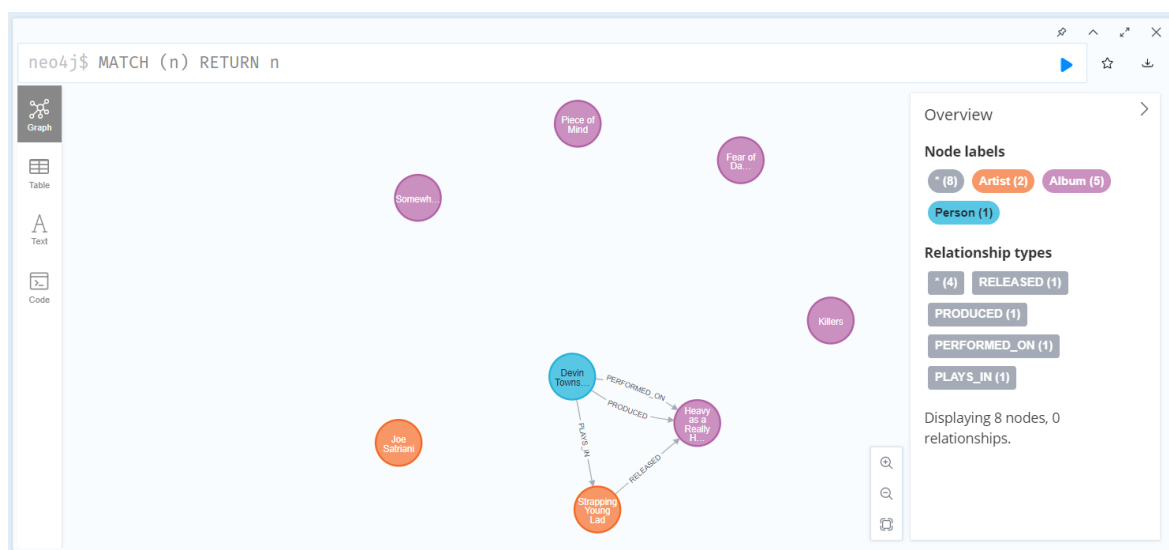 neo4j$ MATCH (n) RETURN n
Graph
Table
Text
Code
Piece of
Mind
Fear of
Da...
Somewh...
Killers
Devin
Towns...
PERFORMED_ON
PRODUCED
PLAYS_IN
RELEASED
Heavy
as a
Really
H...
Joe
Satriani
Strapping
Young
Lad
Overview
Node labels
* (8) Artist (2) Album (5)
Person (1)
Relationship types
* (4) RELEASED (1)
PRODUCED (1)
PERFORMED_ON (1)
PLAYS_IN (1)
Displaying 8 nodes, 0
relationships.